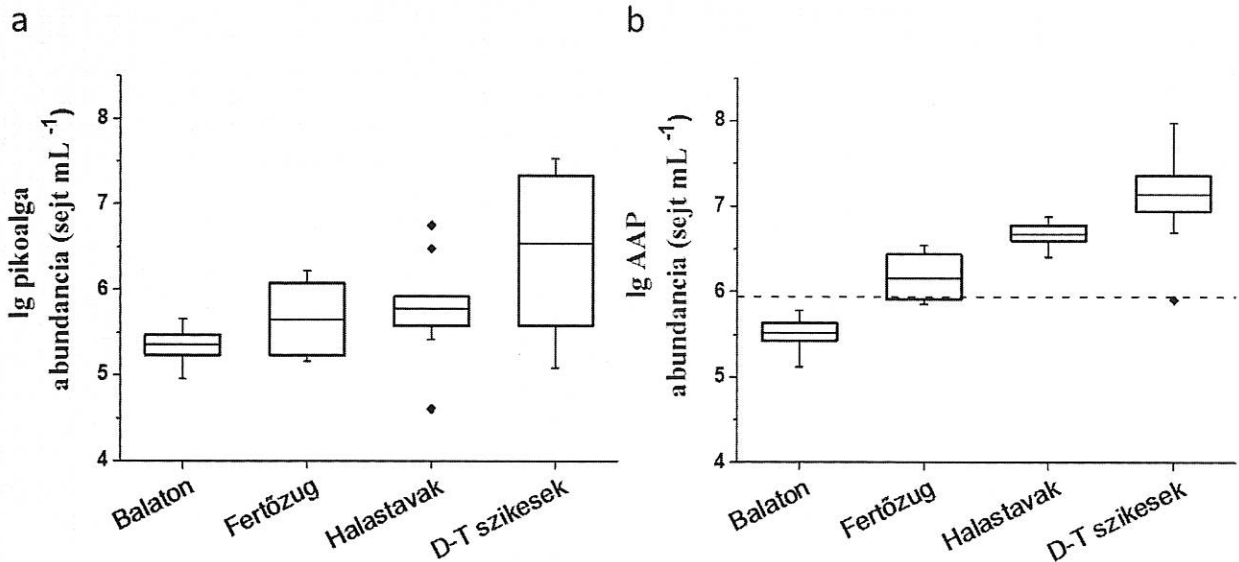 a
lg pikoalga
abundancia (sejt mL -1)
8
7
6
5
4
Balaton
Fertőzug
Halastavak
D-T szikesek
b
lg AAP
abundancia (sejt mL -1)
8
7
6
5
4
Balaton
Fertőzug
Halastavak
D-T szikesek